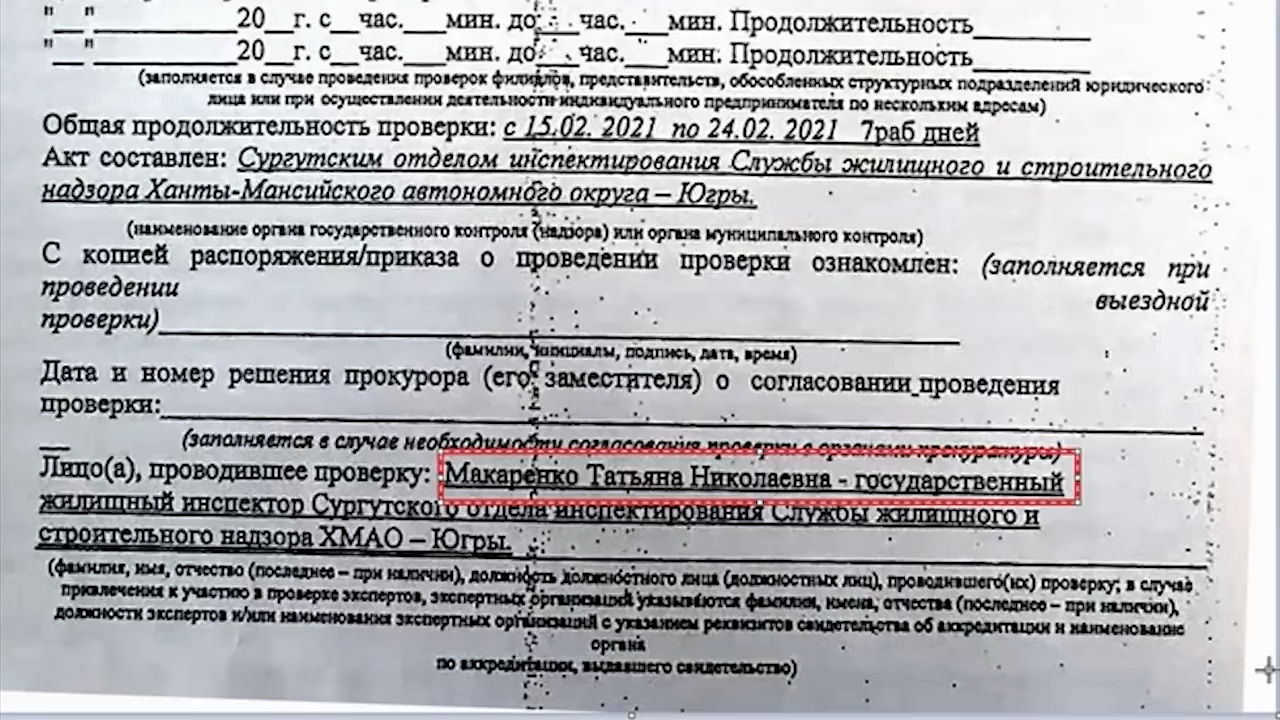 "__"__________20__г. с__час.___мин. до___час.___мин. Продолжительность________
"__"__________20__г. с__час.___мин. до___час.___мин. Продолжительность________
(заполняется в случае проведения проверок филиалов, представительств, обособленных структурных подразделений юридического
лица или при осуществлении деятельности индивидуального предпринимателя по нескольким адресам)
Общая продолжительность проверки: с 15.02. 2021 по 24.02. 2021 7раб дней
Акт составлен: Сургутским отделом инспектирования Службы жилищного и строительного
надзора Ханты-Мансийского автономного округа – Югры.
(наименование органа государственного контроля (надзора) или органа муниципального контроля)
С копией распоряжения/приказа о проведении проверки ознакомлен: (заполняется при
проведении выездной
проверки)________________
(фамилии, инициалы, подпись, дата, время)
Дата и номер решения прокурора (его заместителя) о согласовании проведения
проверки:________________
__ (заполняется в случае необходимости согласования проверки с органами прокуратуры)
Лицо(а), проводившее проверку: Макаренко Татьяна Николаевна - государственный
жилищный инспектор Сургутского отдела инспектирования Службы жилищного и
строительного надзора ХМАО – Югры.
(фамилия, имя, отчество (последнее – при наличии), должность должностного лица (должностных лиц), проводившего(их) проверку; в случае
привлечения к участию в проверке экспертов, экспертных организаций указываются фамилии, имена, отчества (последнее – при наличии),
должности экспертов и/или наименования экспертных организаций с указанием реквизитов свидетельства об аккредитации и наименование
органа
по аккредитации, выдавшего свидетельство)